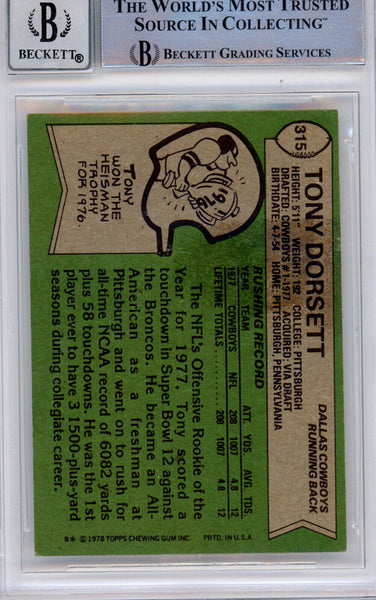 BECKETT®
THE WORLD'S MOST TRUSTED
SOURCE IN COLLECTING™
BECKETT GRADING SERVICES
315
TONY DORSETT
DALLAS COWBOYS
RUNNING BACK
HEIGHT: 5'11" WEIGHT: 192 COLLEGE: PITTSBURGH
DRAFTED: COWBOYS #1-1977 ACQUIRED: VIA DRAFT
BIRTHDATE: 4-7-54 HOME: PITTSBURGH, PENNSYLVANIA
RUSHING RECORD
YEAR TEAM ATT. YDS. AVG TDS.
1977 COWBOYS NFL 208 1007 4.8 12
LIFETIME TOTALS 208 1007 4.8 12
The NFL's Offensive Rookie of the
Year for 1977, Tony scored a
touchdown in Super Bowl 12 against
the Broncos. He became an All-
American as a freshman at
Pittsburgh and went on to rush for
all-time NCAA record of 6082 yards
plus 58 touchdowns. He was the 1st
player ever to have 3 1500-plus-yard
seasons during collegiate career.
1976
TONY
WON THE
HEISMAN
TROPHY
FOR 1976.
B* © 1978 TOPPS CHEWING GUM INC. PRTD. IN U.S.A.